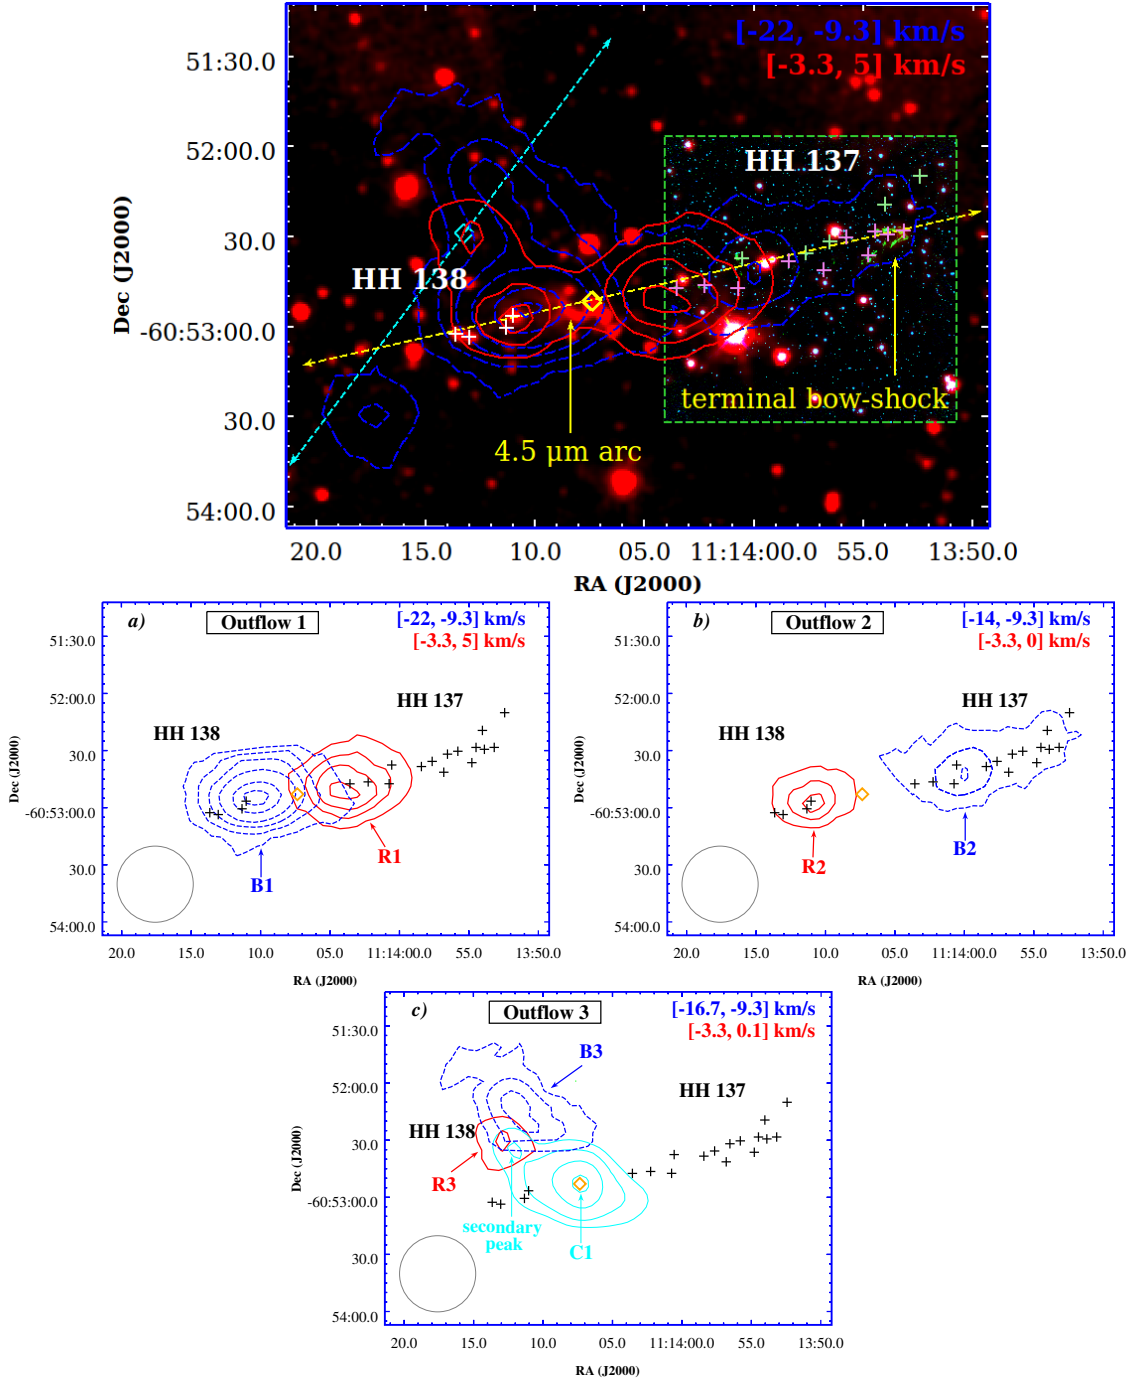 [-22, -9.3] km/s
[-3.3, 5] km/s
HH 137
HH 138
terminal bow-shock
4.5 μm arc
51:30.0
52:00.0
30.0
-60:53:00.0
30.0
54:00.0
Dec (J2000)
20.0 15.0 10.0 05.0 11:14:00.0 55.0 13:50.0
RA (J2000)
a) Outflow 1
[-22, -9.3] km/s
[-3.3, 5] km/s
HH 137
HH 138
R1
B1
51:30.0
52:00.0
30.0
-60:53:00.0
30.0
54:00.0
Dec (J2000)
20.0 15.0 10.0 05.0 11:14:00.0 55.0 13:50.0
RA (J2000)
b) Outflow 2
[-14, -9.3] km/s
[-3.3, 0] km/s
HH 137
HH 138
B2
R2
51:30.0
52:00.0
30.0
-60:53:00.0
30.0
54:00.0
Dec (J2000)
20.0 15.0 10.0 05.0 11:14:00.0 55.0 13:50.0
RA (J2000)
c) Outflow 3
[-16.7, -9.3] km/s
[-3.3, 0.1] km/s
B3
HH 137
HH 138
R3
secondary
peak
C1
51:30.0
52:00.0
30.0
-60:53:00.0
30.0
54:00.0
Dec (J2000)
20.0 15.0 10.0 05.0 11:14:00.0 55.0 13:50.0
RA (J2000)